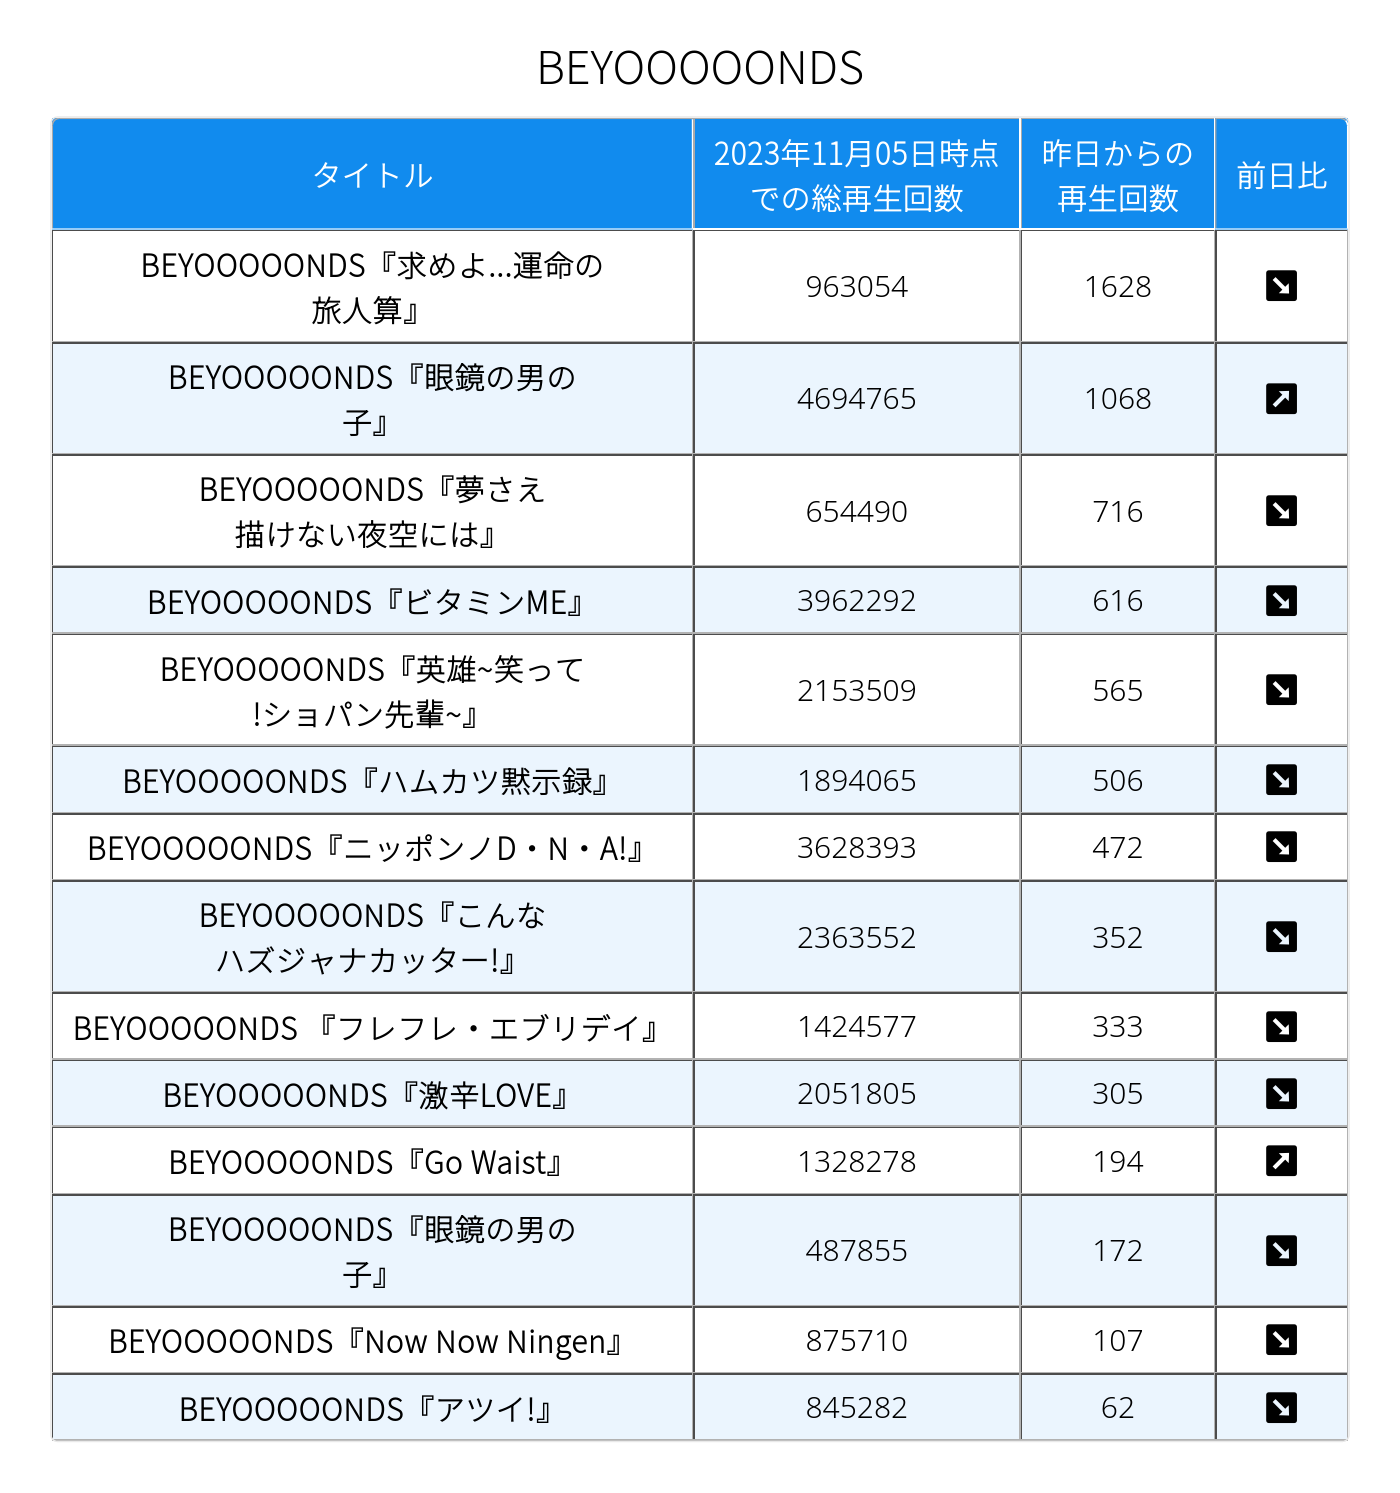 BEYOOOOONDS
タイトル
2023年11月05日時点
での総再生回数
昨日からの
再生回数
前日比
BEYOOOOONDS『求めよ...運命の
旅人算』
963054
1628
↘
BEYOOOOONDS『眼鏡の男の
子』
4694765
1068
↗
BEYOOOOONDS『夢さえ
描けない夜空には』
654490
716
↘
BEYOOOOONDS『ビタミンME』
3962292
616
↘
BEYOOOOONDS『英雄~笑って
!ショパン先輩~』
2153509
565
↘
BEYOOOOONDS『ハムカツ黙示録』
1894065
506
↘
BEYOOOOONDS『ニッポンノD・N・A!』
3628393
472
↘
BEYOOOOONDS『こんな
ハズジャナカッター!』
2363552
352
↘
BEYOOOOONDS 『フレフレ・エブリデイ』
1424577
333
↘
BEYOOOOONDS『激辛LOVE』
2051805
305
↘
BEYOOOOONDS『Go Waist』
1328278
194
↗
BEYOOOOONDS『眼鏡の男の
子』
487855
172
↘
BEYOOOOONDS『Now Now Ningen』
875710
107
↘
BEYOOOOONDS『アツイ!』
845282
62
↘